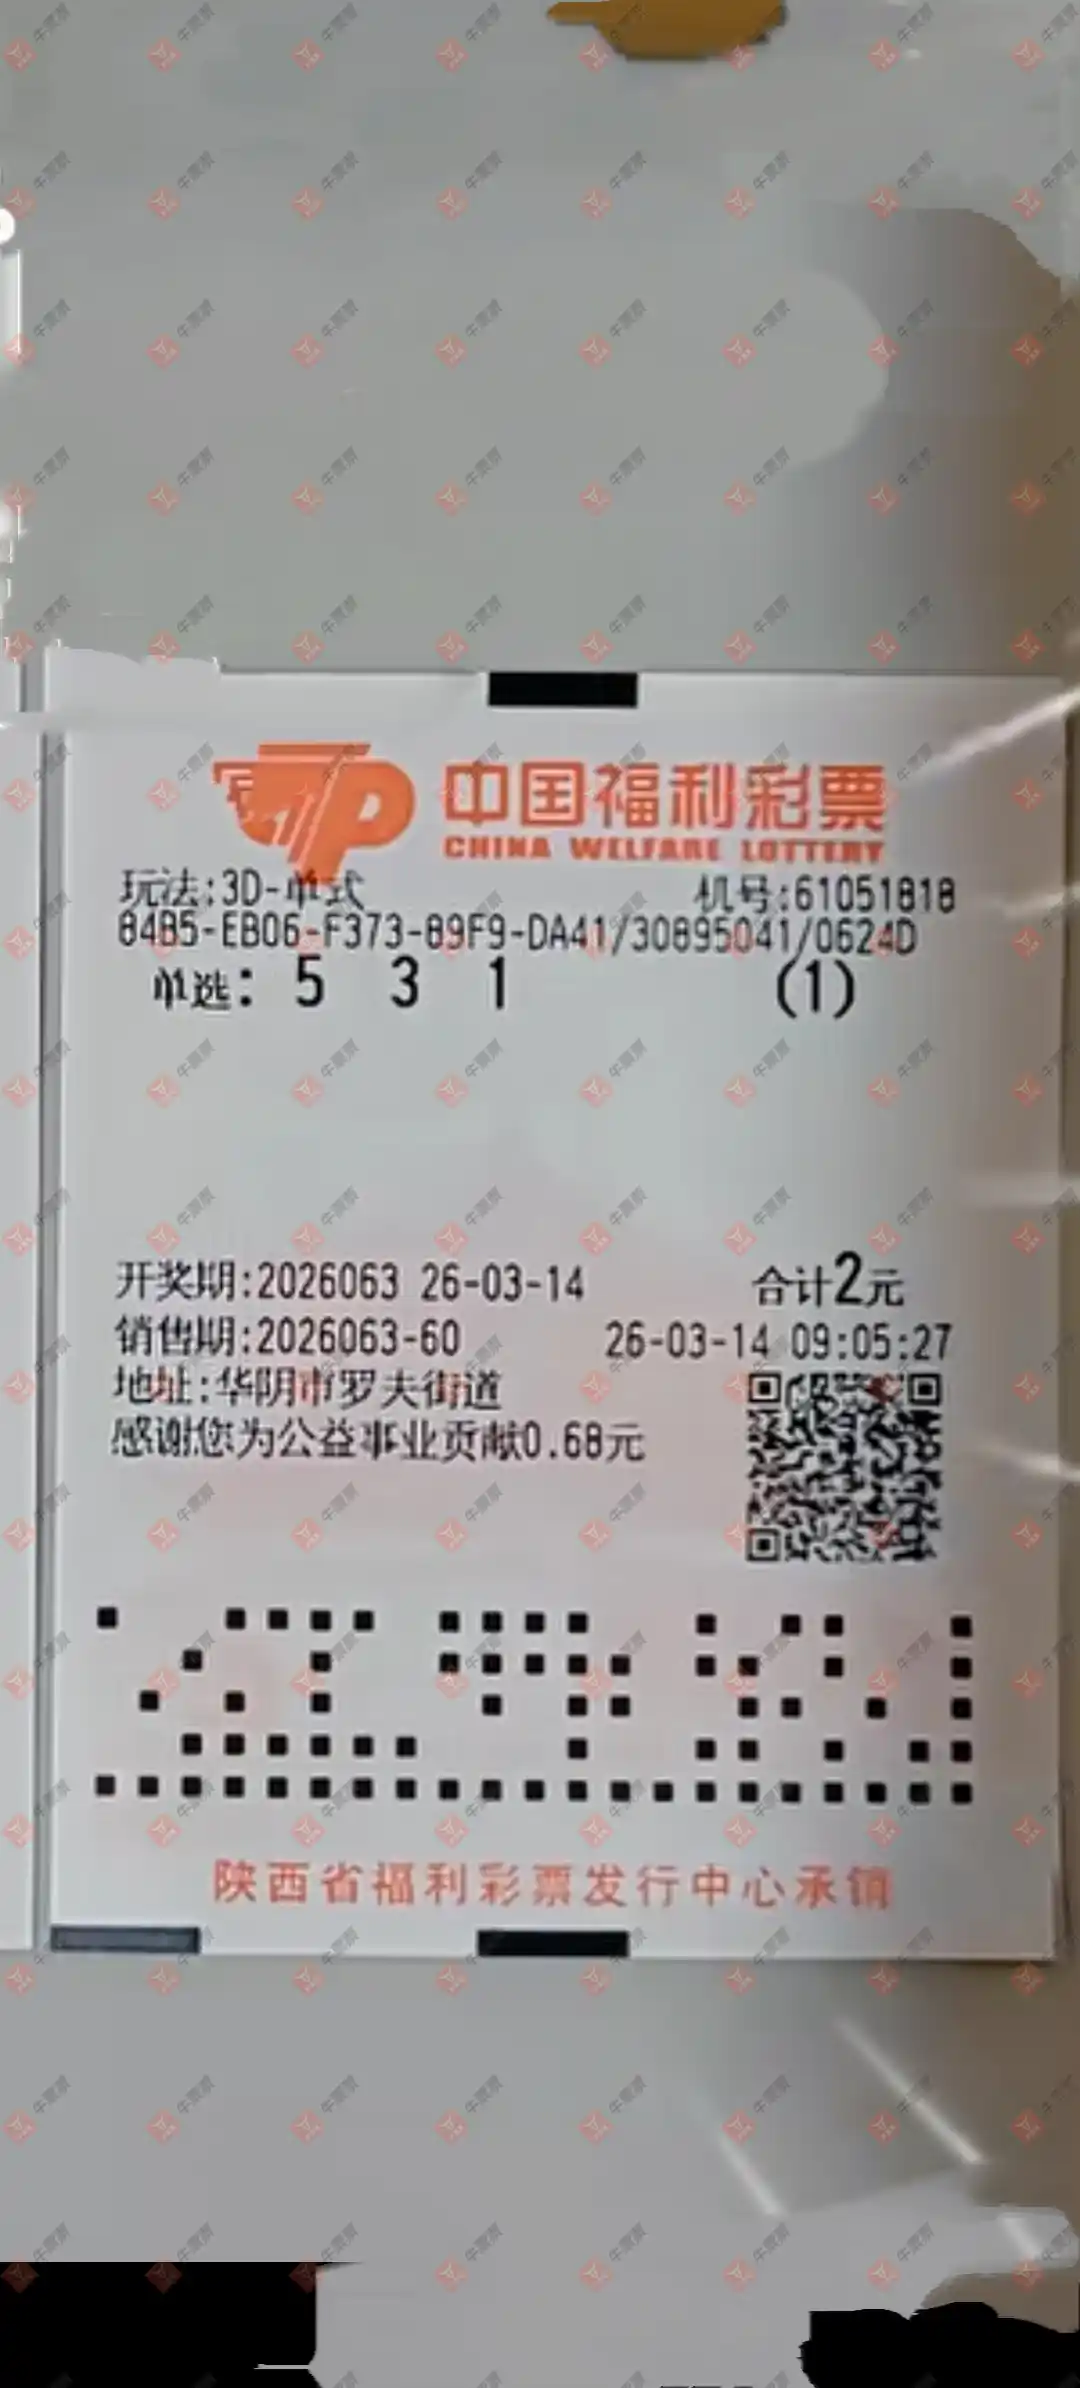 中国福利彩票
CHINA WELFARE LOTTERY
玩法:3D-单式 机号:61051818
84B5-EB06-F373-89F9-DA41/30895041/0624D
单选: 5 3 1 (1)
开奖期:2026063 26-03-14 合计2元
销售期:2026063-60 26-03-14 09:05:27
地址:华阴市罗夫街道
感谢您为公益事业贡献0.68元
陕西省福利彩票发行中心承销